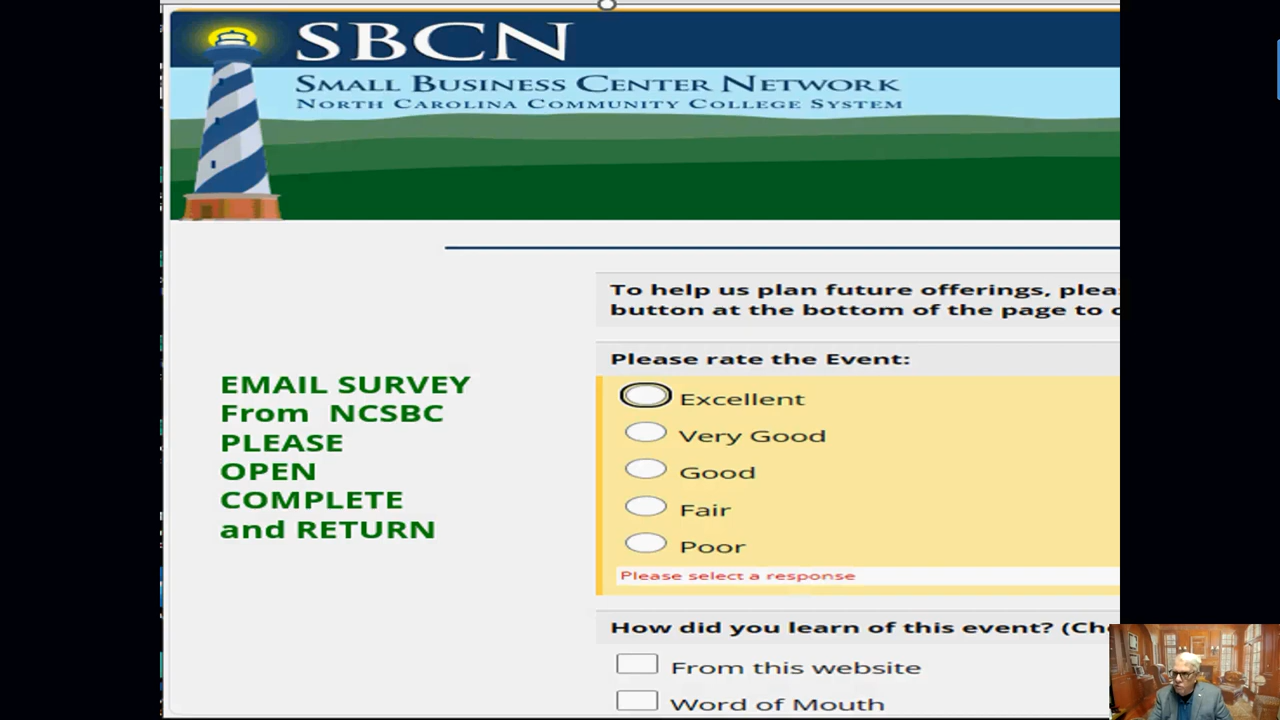 SBCN
SMALL BUSINESS CENTER NETWORK
NORTH CAROLINA COMMUNITY COLLEGE SYSTEM
To help us plan future offerings,
button at the bottom of the page to
Please rate the Event:
EMAIL SURVEY
From NCSBC
PLEASE
OPEN
COMPLETE
and RETURN
Excellent
Very Good
Good
Fair
Poor
Please select a response
How did you learn of this event?
From this website
Word of Mouth